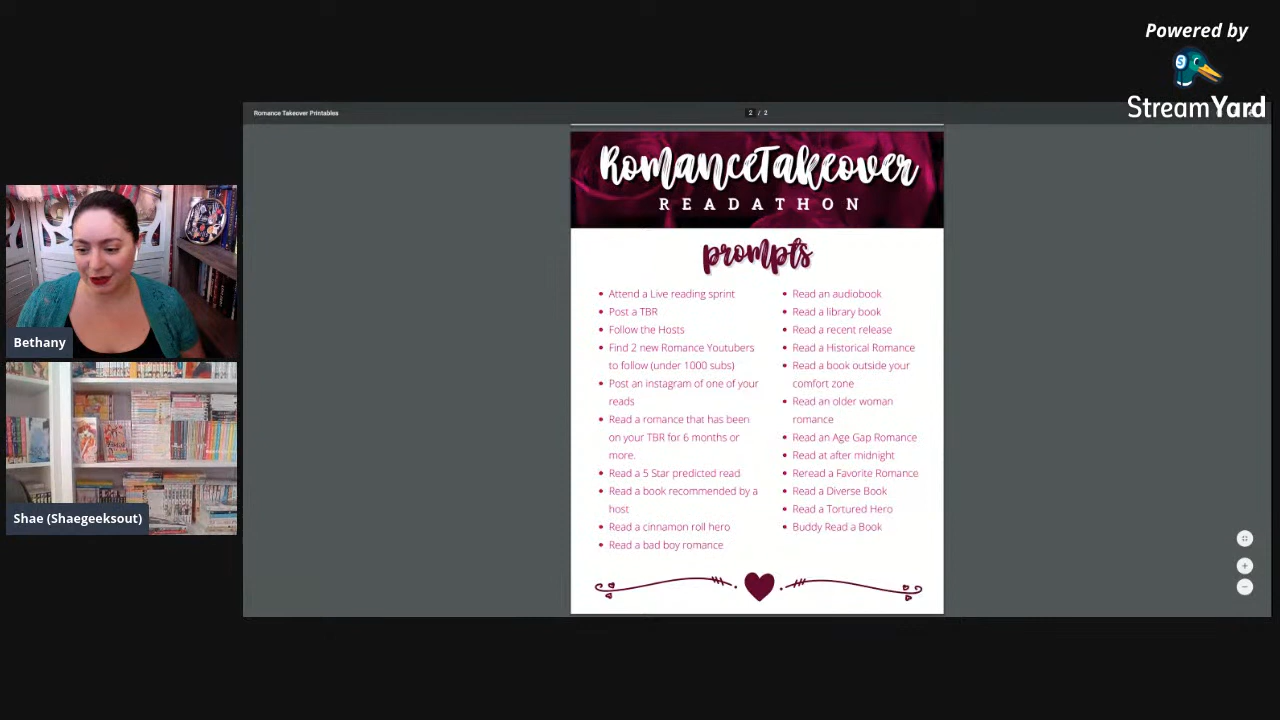 Powered by
StreamYard
Romance Takeover Printables
2 / 2
RomanceTakeover
READATHON
prompts
Attend a Live reading sprint
Post a TBR
Follow the Hosts
Find 2 new Romance Youtubers
to follow (under 1000 subs)
Post an instagram of one of your
reads
Read a romance that has been
on your TBR for 6 months or
more.
Read a 5 Star predicted read
Read a book recommended by a
host
Read a cinnamon roll hero
Read a bad boy romance
Read an audiobook
Read a library book
Read a recent release
Read a Historical Romance
Read a book outside your
comfort zone
Read an older woman
romance
Read an Age Gap Romance
Read at after midnight
Reread a Favorite Romance
Read a Diverse Book
Read a Tortured Hero
Buddy Read a Book
Bethany
Shae (Shaegeeksout)